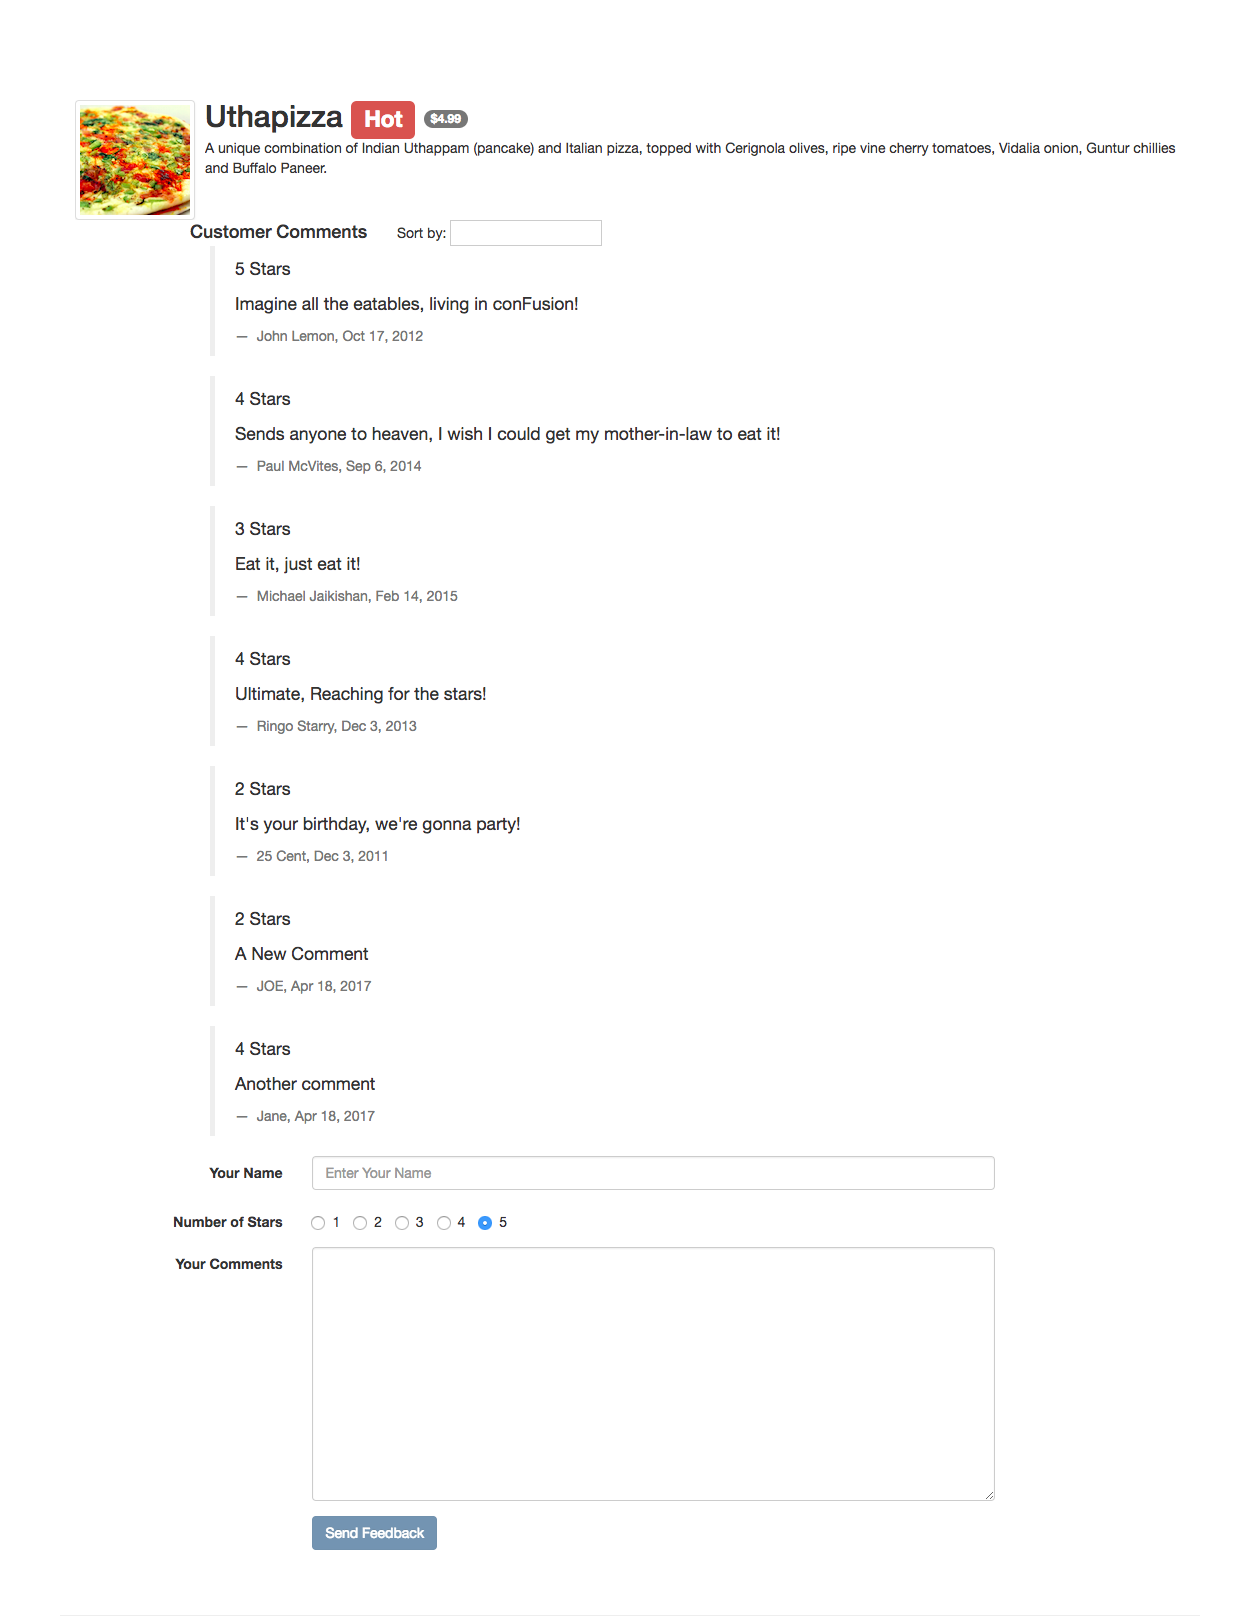 Uthapizza Hot $4.99
A unique combination of Indian Uthappam (pancake) and Italian pizza, topped with Cerignola olives, ripe vine cherry tomatoes, Vidalia onion, Guntur chillies
and Buffalo Paneer.
Customer Comments Sort by:
5 Stars
Imagine all the eatables, living in conFusion!
— John Lemon, Oct 17, 2012
4 Stars
Sends anyone to heaven, I wish I could get my mother-in-law to eat it!
— Paul McVites, Sep 6, 2014
3 Stars
Eat it, just eat it!
— Michael Jaikishan, Feb 14, 2015
4 Stars
Ultimate, Reaching for the stars!
— Ringo Starry, Dec 3, 2013
2 Stars
It's your birthday, we're gonna party!
— 25 Cent, Dec 3, 2011
2 Stars
A New Comment
— JOE, Apr 18, 2017
4 Stars
Another comment
— Jane, Apr 18, 2017
Your Name Enter Your Name
Number of Stars 1 2 3 4 5
Your Comments
Send Feedback